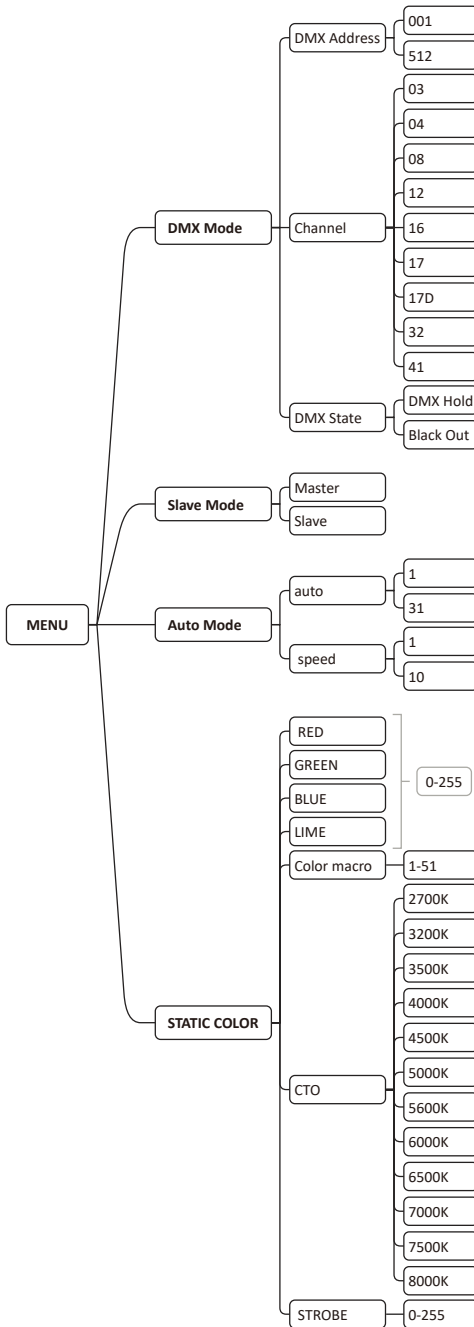 MENU
DMX Mode
DMX Address
001
512
Channel
03
04
08
12
16
17
17D
32
41
DMX State
DMX Hold
Black Out
Slave Mode
Master
Slave
Auto Mode
auto
1
31
speed
1
10
STATIC COLOR
RED
GREEN
BLUE
LIME
0-255
Color macro
1-51
CTO
2700K
3200K
3500K
4000K
4500K
5000K
5600K
6000K
6500K
7000K
7500K
8000K
STROBE
0-255